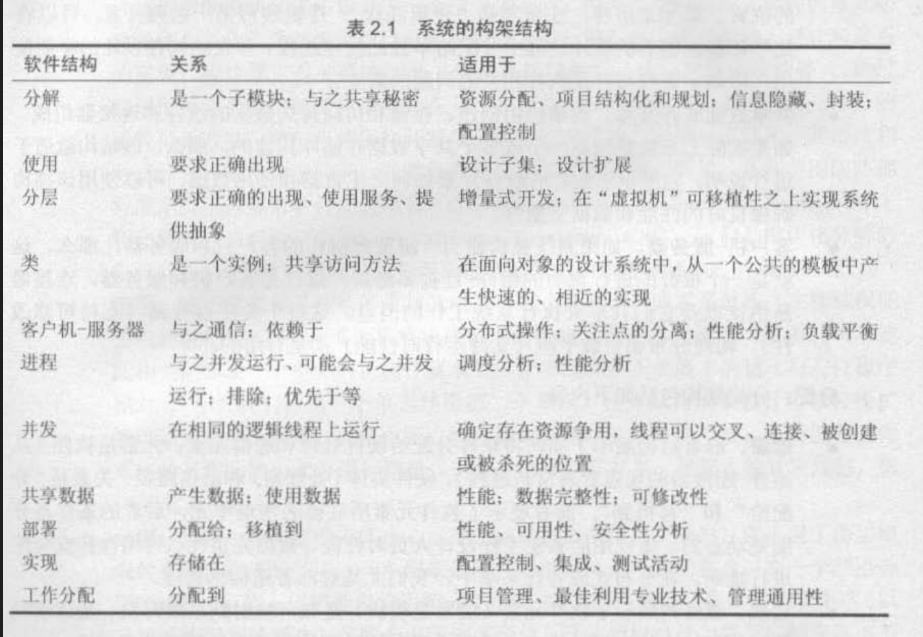 表 2.1 系统的构架结构
软件结构 关系 适用于
分解 是一个子模块；与之共享秘密 资源分配、项目结构化和规划；信息隐藏、封装；
配置控制
使用 要求正确出现 设计子集；设计扩展
分层 要求正确的出现、使用服务、提 增量式开发；在“虚拟机”可移植性之上实现系统
供抽象
类 是一个实例；共享访问方法 在面向对象的设计系统中，从一个公共的模板中产
生快速的、相近的实现
客户机-服务器 与之通信；依赖于 分布式操作；关注点的分离；性能分析；负载平衡
进程 与之并发运行、可能会与之并发 调度分析；性能分析
运行；排除；优先于等
并发 在相同的逻辑线程上运行 确定存在资源争用，线程可以交叉、连接、被创建
或被杀死的位置
共享数据 产生数据；使用数据 性能；数据完整性；可修改性
部署 分配给；移植到 性能、可用性、安全性分析
实现 存储在 配置控制、集成、测试活动
工作分配 分配到 项目管理、最佳利用专业技术、管理通用性